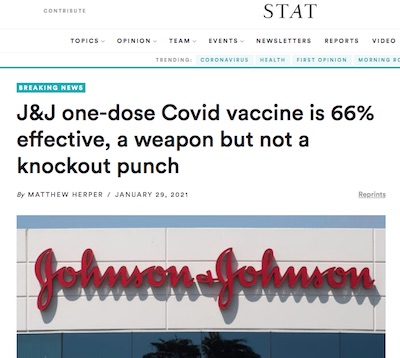 CONTRIBUTE
STAT
TOPICS OPINION TEAM EVENTS NEWSLETTERS REPORTS VIDEO
TRENDING: CORONAVIRUS HEALTH FIRST OPINION MORNING
BREAKING NEWS
J&J one-dose Covid vaccine is 66%
effective, a weapon but not a
knockout punch
By MATTHEW HERPER / JANUARY 29, 2021 Reprints
Johnson & Johnson